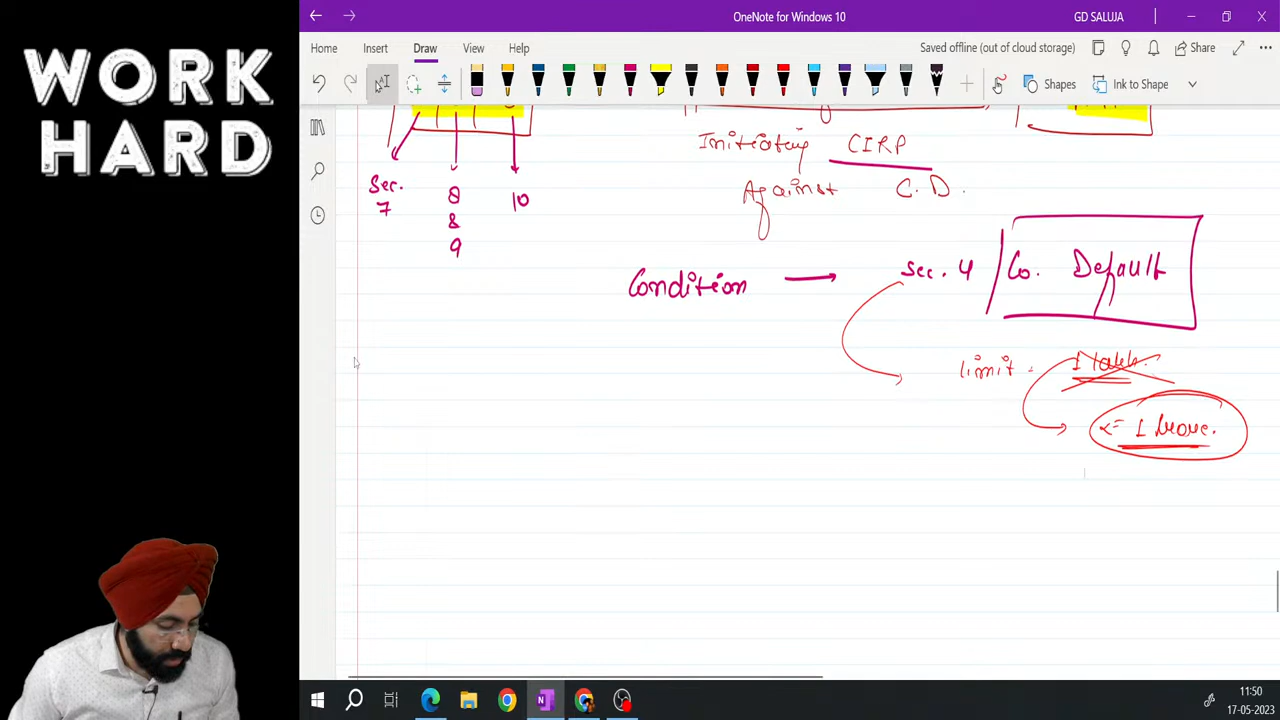 WORK
HARD
OneNote for Windows 10
GD SALUJA
Home Insert Draw View Help
Saved offline (out of cloud storage)
Share
Shapes
Ink to Shape
Initiating CIRP
Against C.D.
Sec.
7
8
&
9
10
Condition → Sec. 4 Co. Default
limit - 1 lakh.
1
11:50
17-05-2023